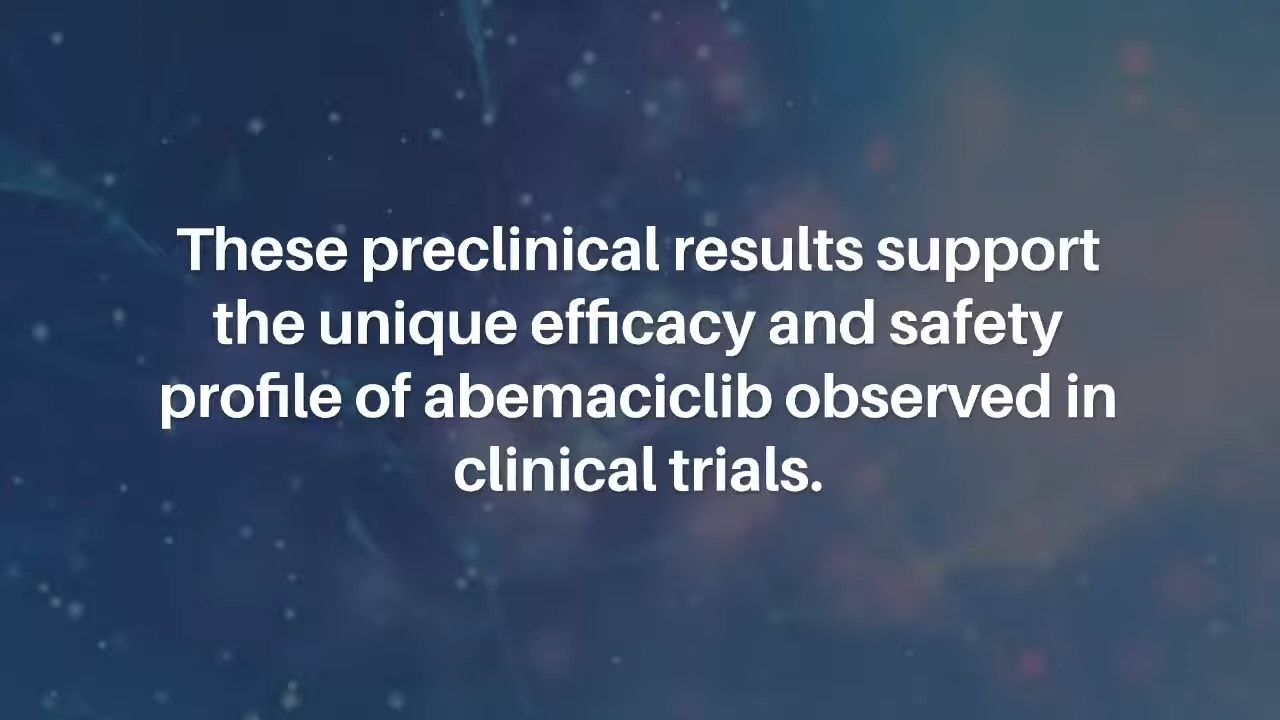 These preclinical results support
the unique efficacy and safety
profile of abemaciclib observed in
clinical trials.